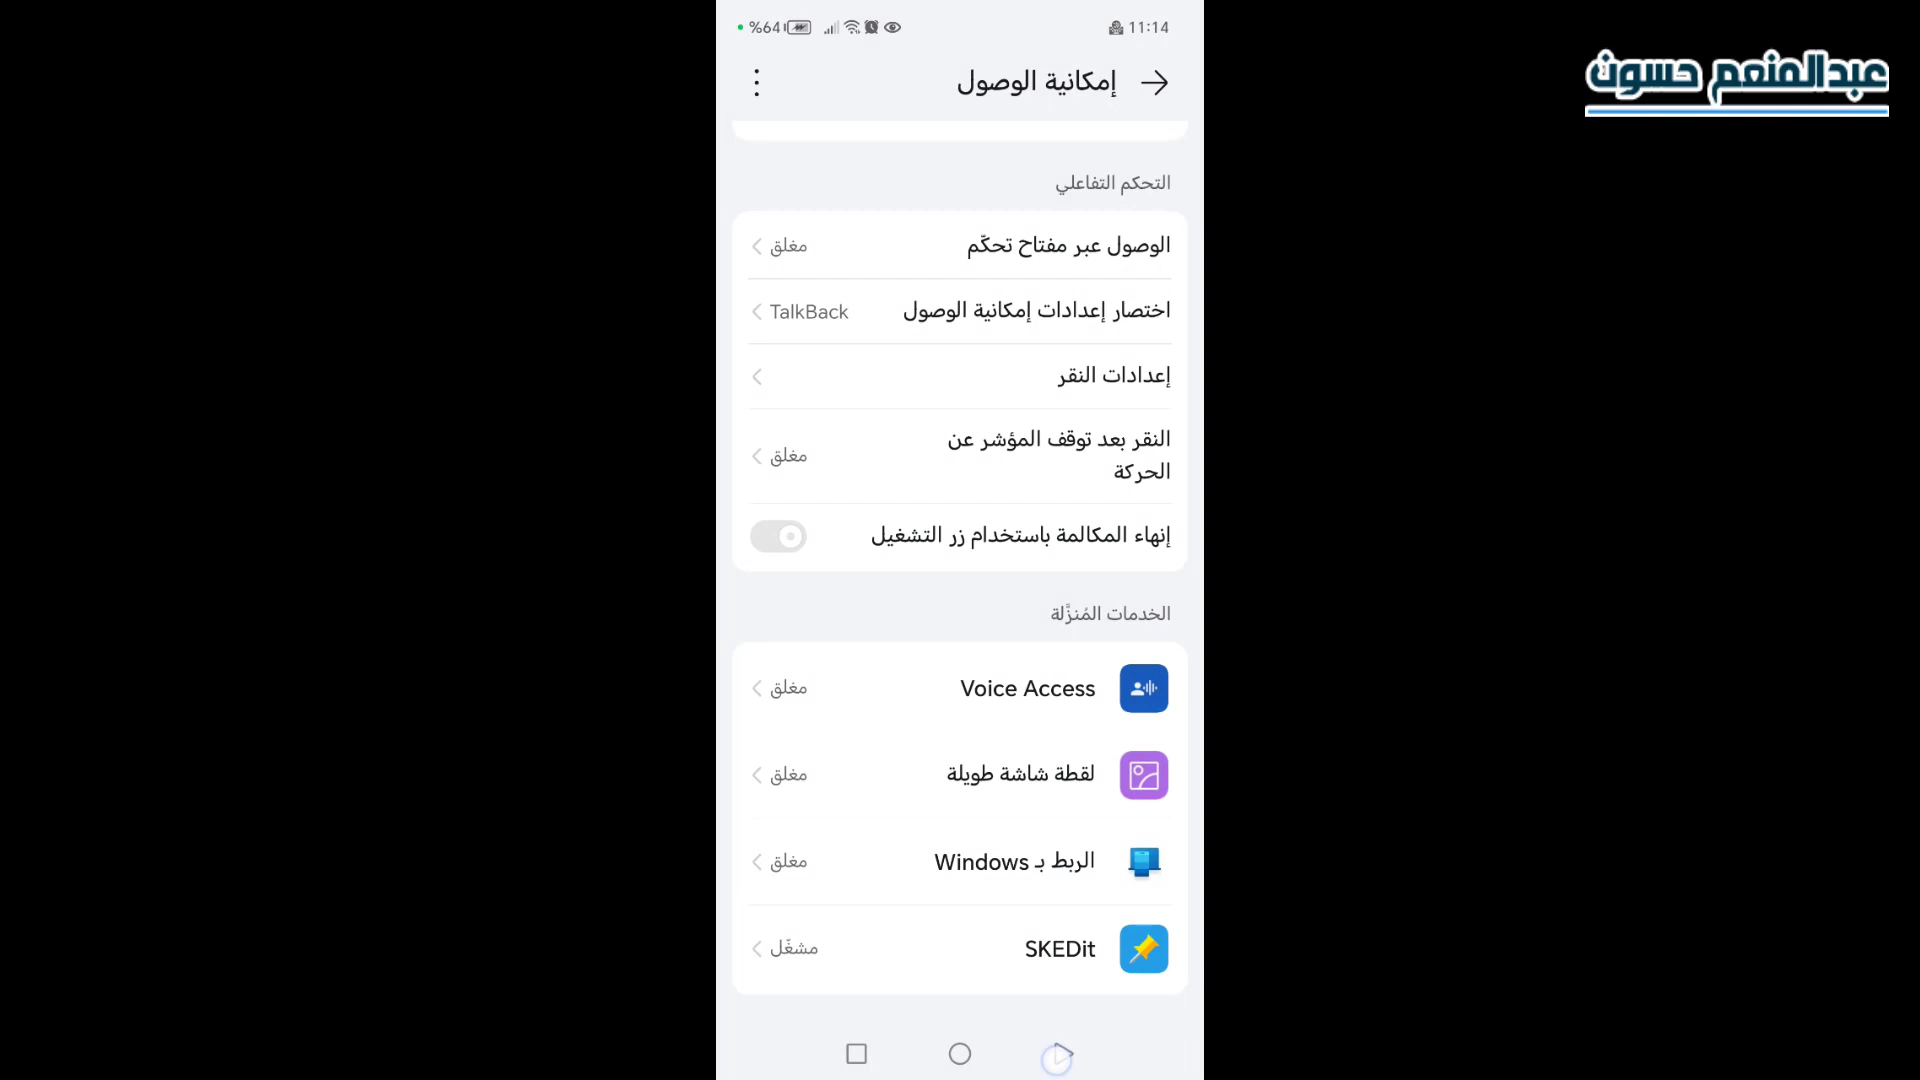 11:14
%64
إمكانية الوصول
عبدالمنعم حسون
التحكم التفاعلي
الوصول عبر مفتاح تحكّم مغلق
اختصار إعدادات إمكانية الوصول TalkBack
إعدادات النقر
النقر بعد توقف المؤشر عن
الحركة
مغلق
إنهاء المكالمة باستخدام زر التشغيل
الخدمات المُنزَّلة
Voice Access مغلق
لقطة شاشة طويلة مغلق
الربط بـ Windows مغلق
SKEDit مشغّل